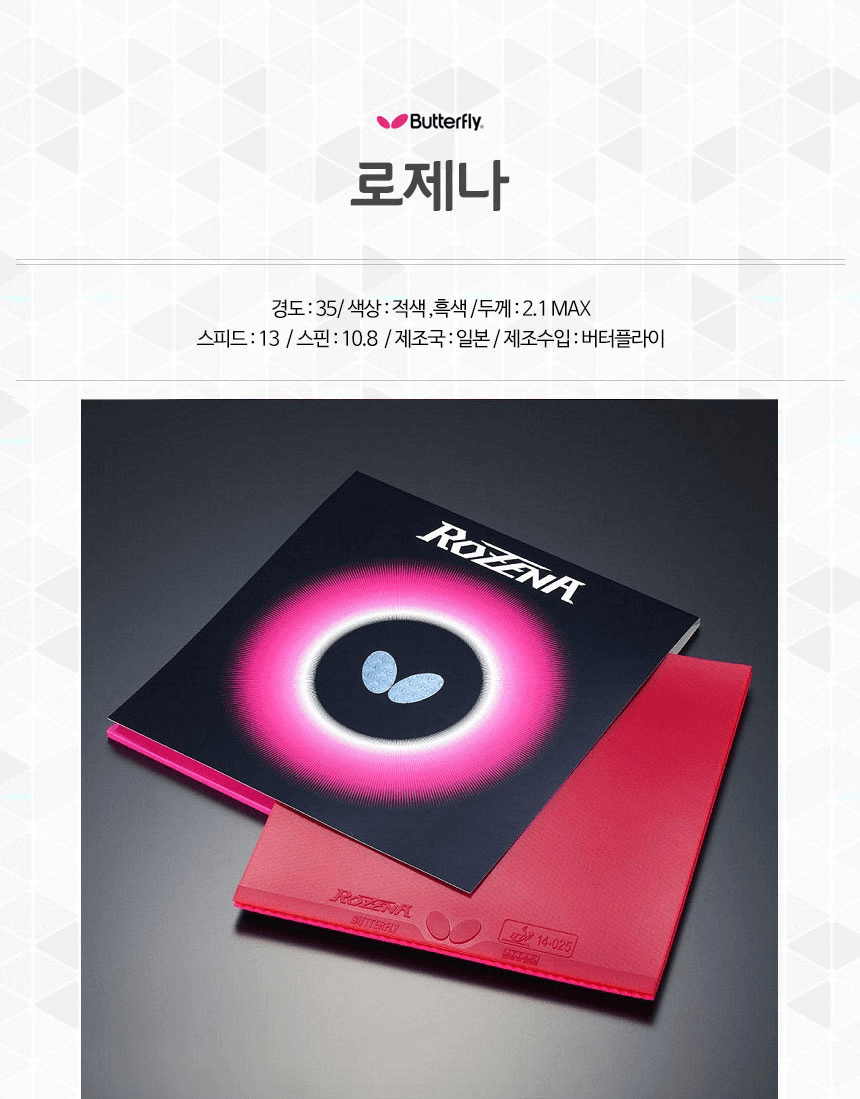 Butterfly
로제나
경도 : 35/ 색상 : 적색 ,흑색 /두께 : 2.1 MAX
스피드 : 13 / 스핀 : 10.8 / 제조국 : 일본 / 제조수입 : 버터플라이
ROZENA
ROZENA
BUTTERFLY
ITTF 14-025